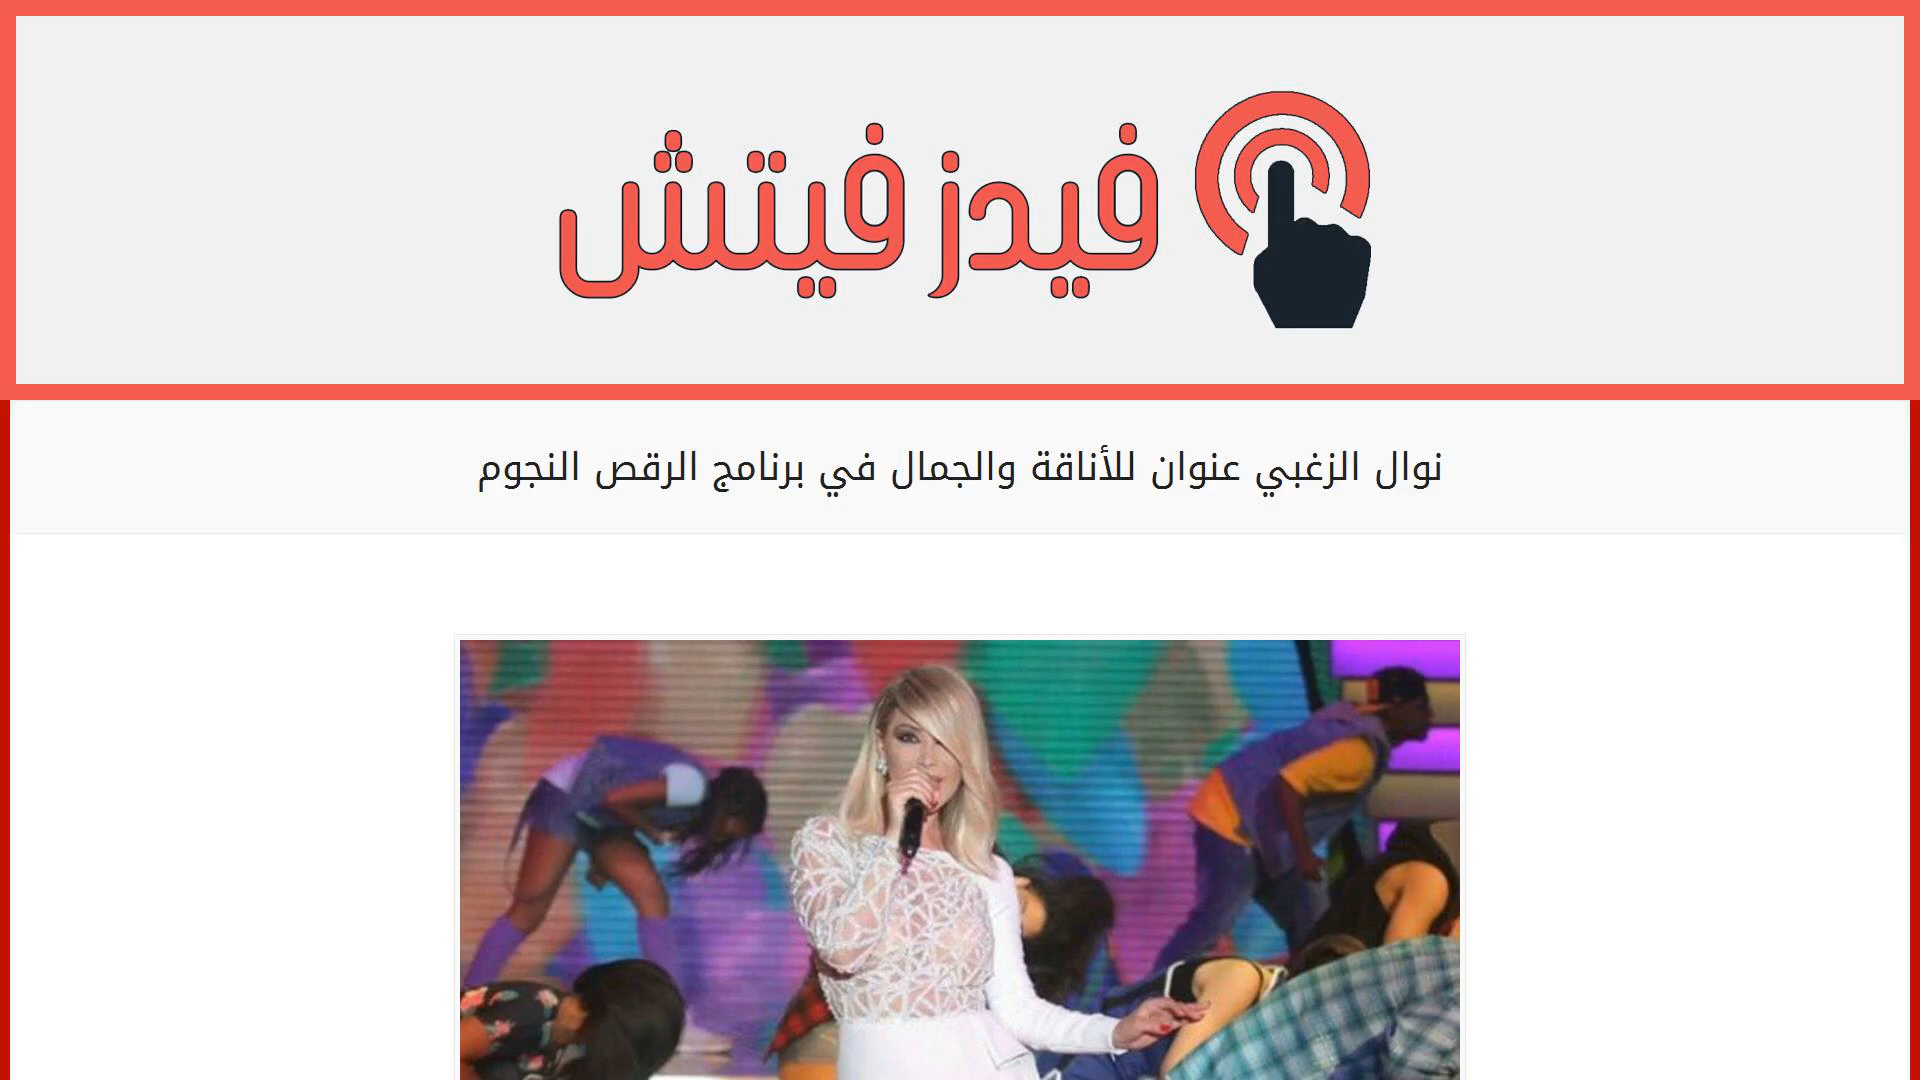 فيدز فيتش
نوال الزغبي عنوان للأناقة والجمال في برنامج الرقص النجوم